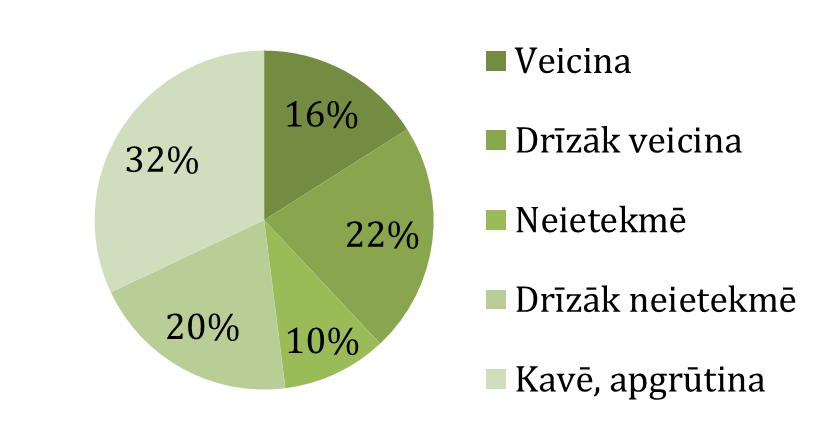 16%
22%
10%
20%
32%
Veicina
Drīzāk veicina
Neietekmē
Drīzāk neietekmē
Kavē, apgrūtina